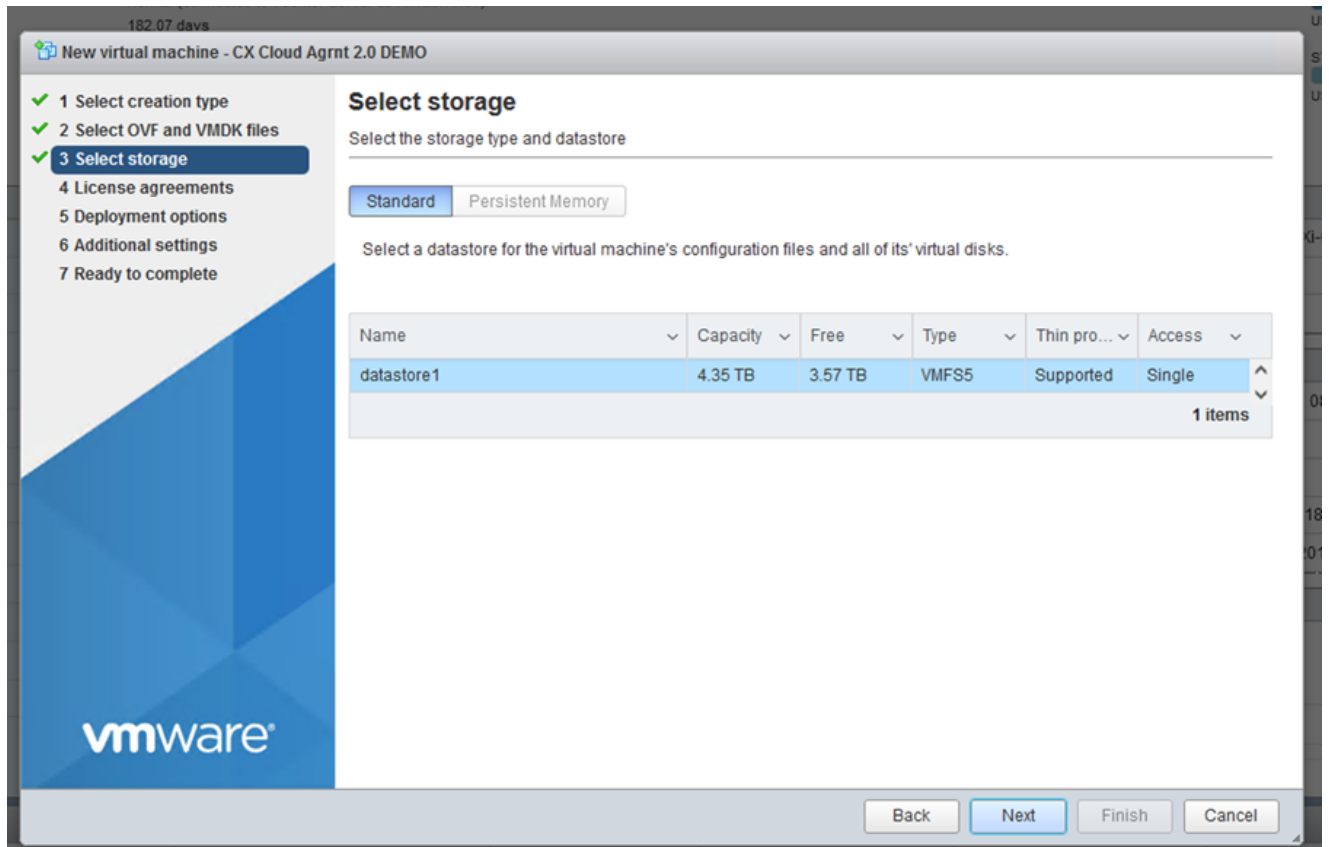 182.07 days
New virtual machine - CX Cloud Agrnt 2.0 DEMO
1 Select creation type
2 Select OVF and VMDK files
3 Select storage
4 License agreements
5 Deployment options
6 Additional settings
7 Ready to complete
Select storage
Select the storage type and datastore
Standard Persistent Memory
Select a datastore for the virtual machine's configuration files and all of its' virtual disks.
Name Capacity Free Type Thin pro... Access
datastore1 4.35 TB 3.57 TB VMFS5 Supported Single
1 items
vmware®
Back Next Finish Cancel